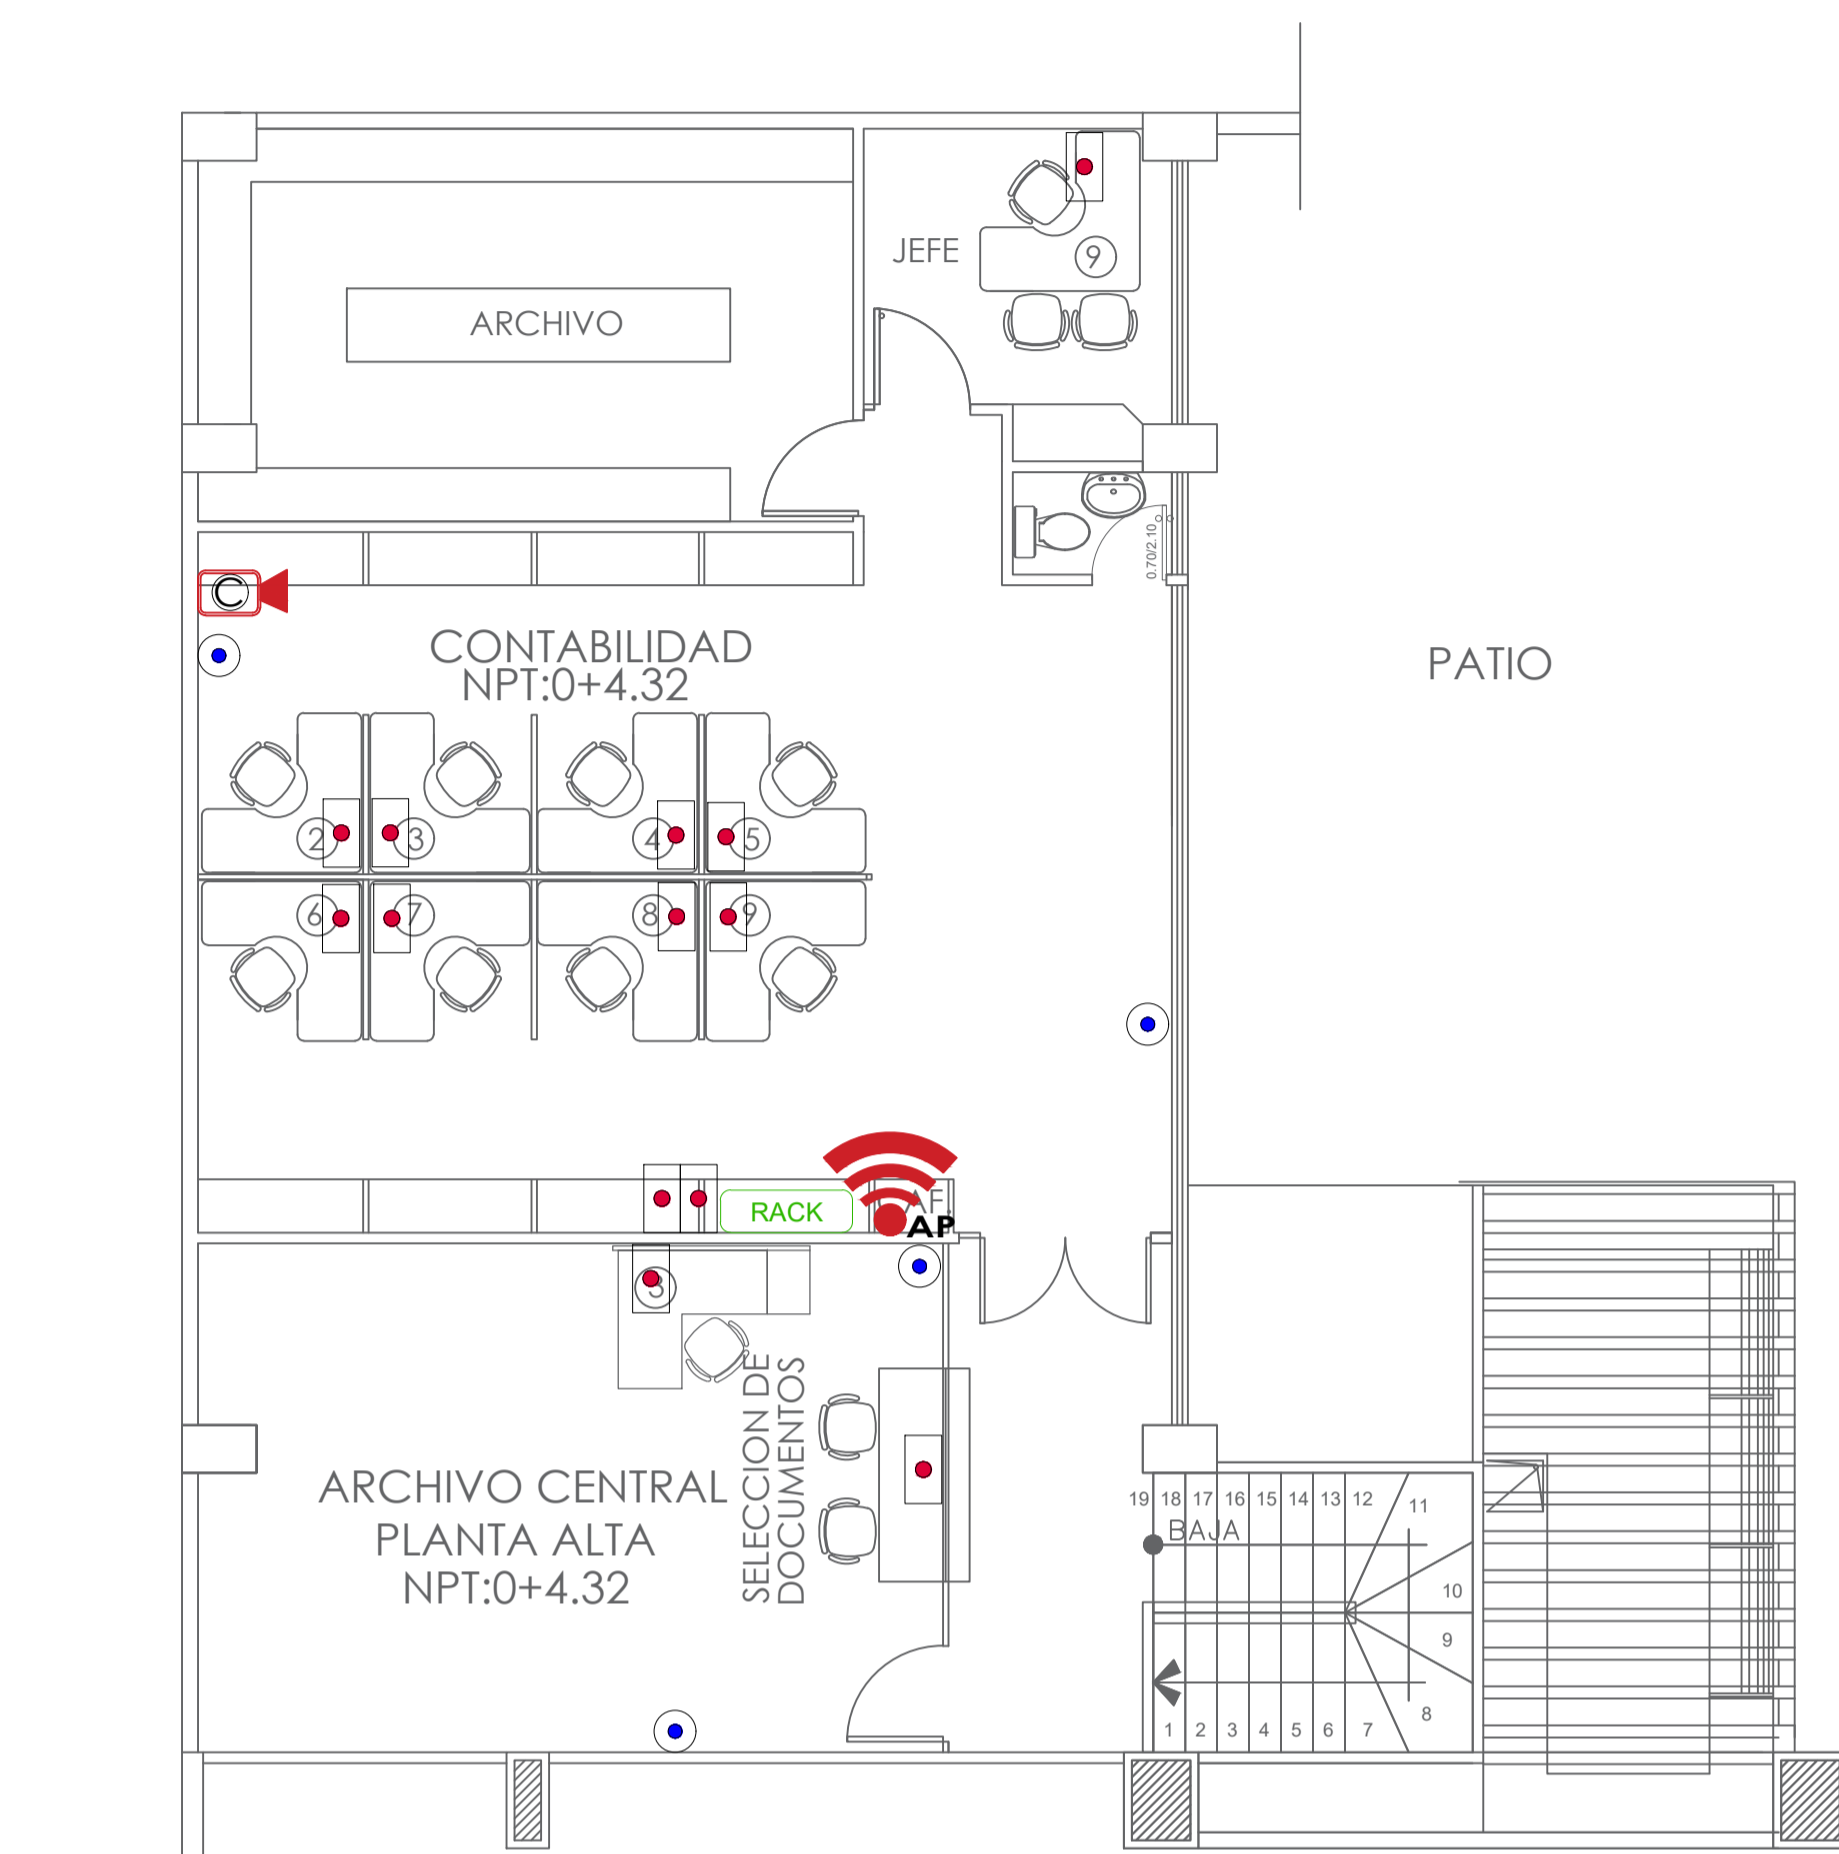 JEFE
9
ARCHIVO
0.70/2.10
C
CONTABILIDAD
NPT:0+4.32
PATIO
2
3
4
5
6
7
8
9
RACK
AF.
AP
3
SELECCION DE
DOCUMENTOS
ARCHIVO CENTRAL
PLANTA ALTA
NPT:0+4.32
19 18 17 16 15 14 13 12 11
BAJA
10
9
8
1 2 3 4 5 6 7